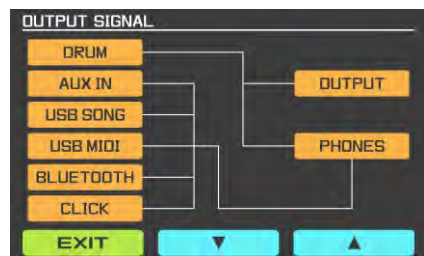 OUTPUT SIGNAL
DRUM
AUX IN
OUTPUT
USB SONG
USB MIDI
PHONES
BLUETOOTH
CLICK
EXIT ▼ ▲